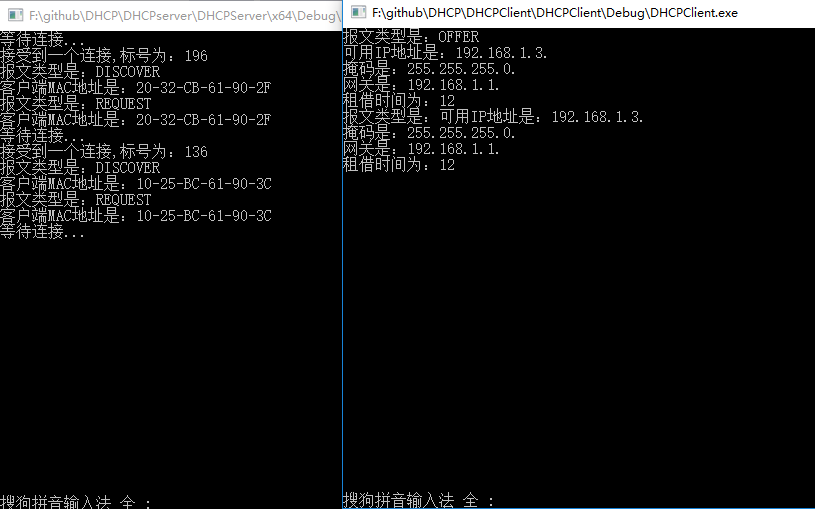 F:\github\DHCP\DHCPserver\DHCPServer\x64\Debug\
等待连接...
接受到一个连接,标号为：196
报文类型是：DISCOVER
客户端MAC地址是：20-32-CB-61-90-2F
报文类型是：REQUEST
客户端MAC地址是：20-32-CB-61-90-2F
等待连接...
接受到一个连接,标号为：136
报文类型是：DISCOVER
客户端MAC地址是：10-25-BC-61-90-3C
报文类型是：REQUEST
客户端MAC地址是：10-25-BC-61-90-3C
等待连接...
搜狗拼音输入法 全 :
F:\github\DHCP\DHCPClient\DHCPClient\Debug\DHCPClient.exe
报文类型是：OFFER
可用IP地址是：192.168.1.3.
掩码是：255.255.255.0.
网关是：192.168.1.1.
租借时间为：12
报文类型是：可用IP地址是：192.168.1.3.
掩码是：255.255.255.0.
网关是：192.168.1.1.
租借时间为：12
搜狗拼音输入法 全 :